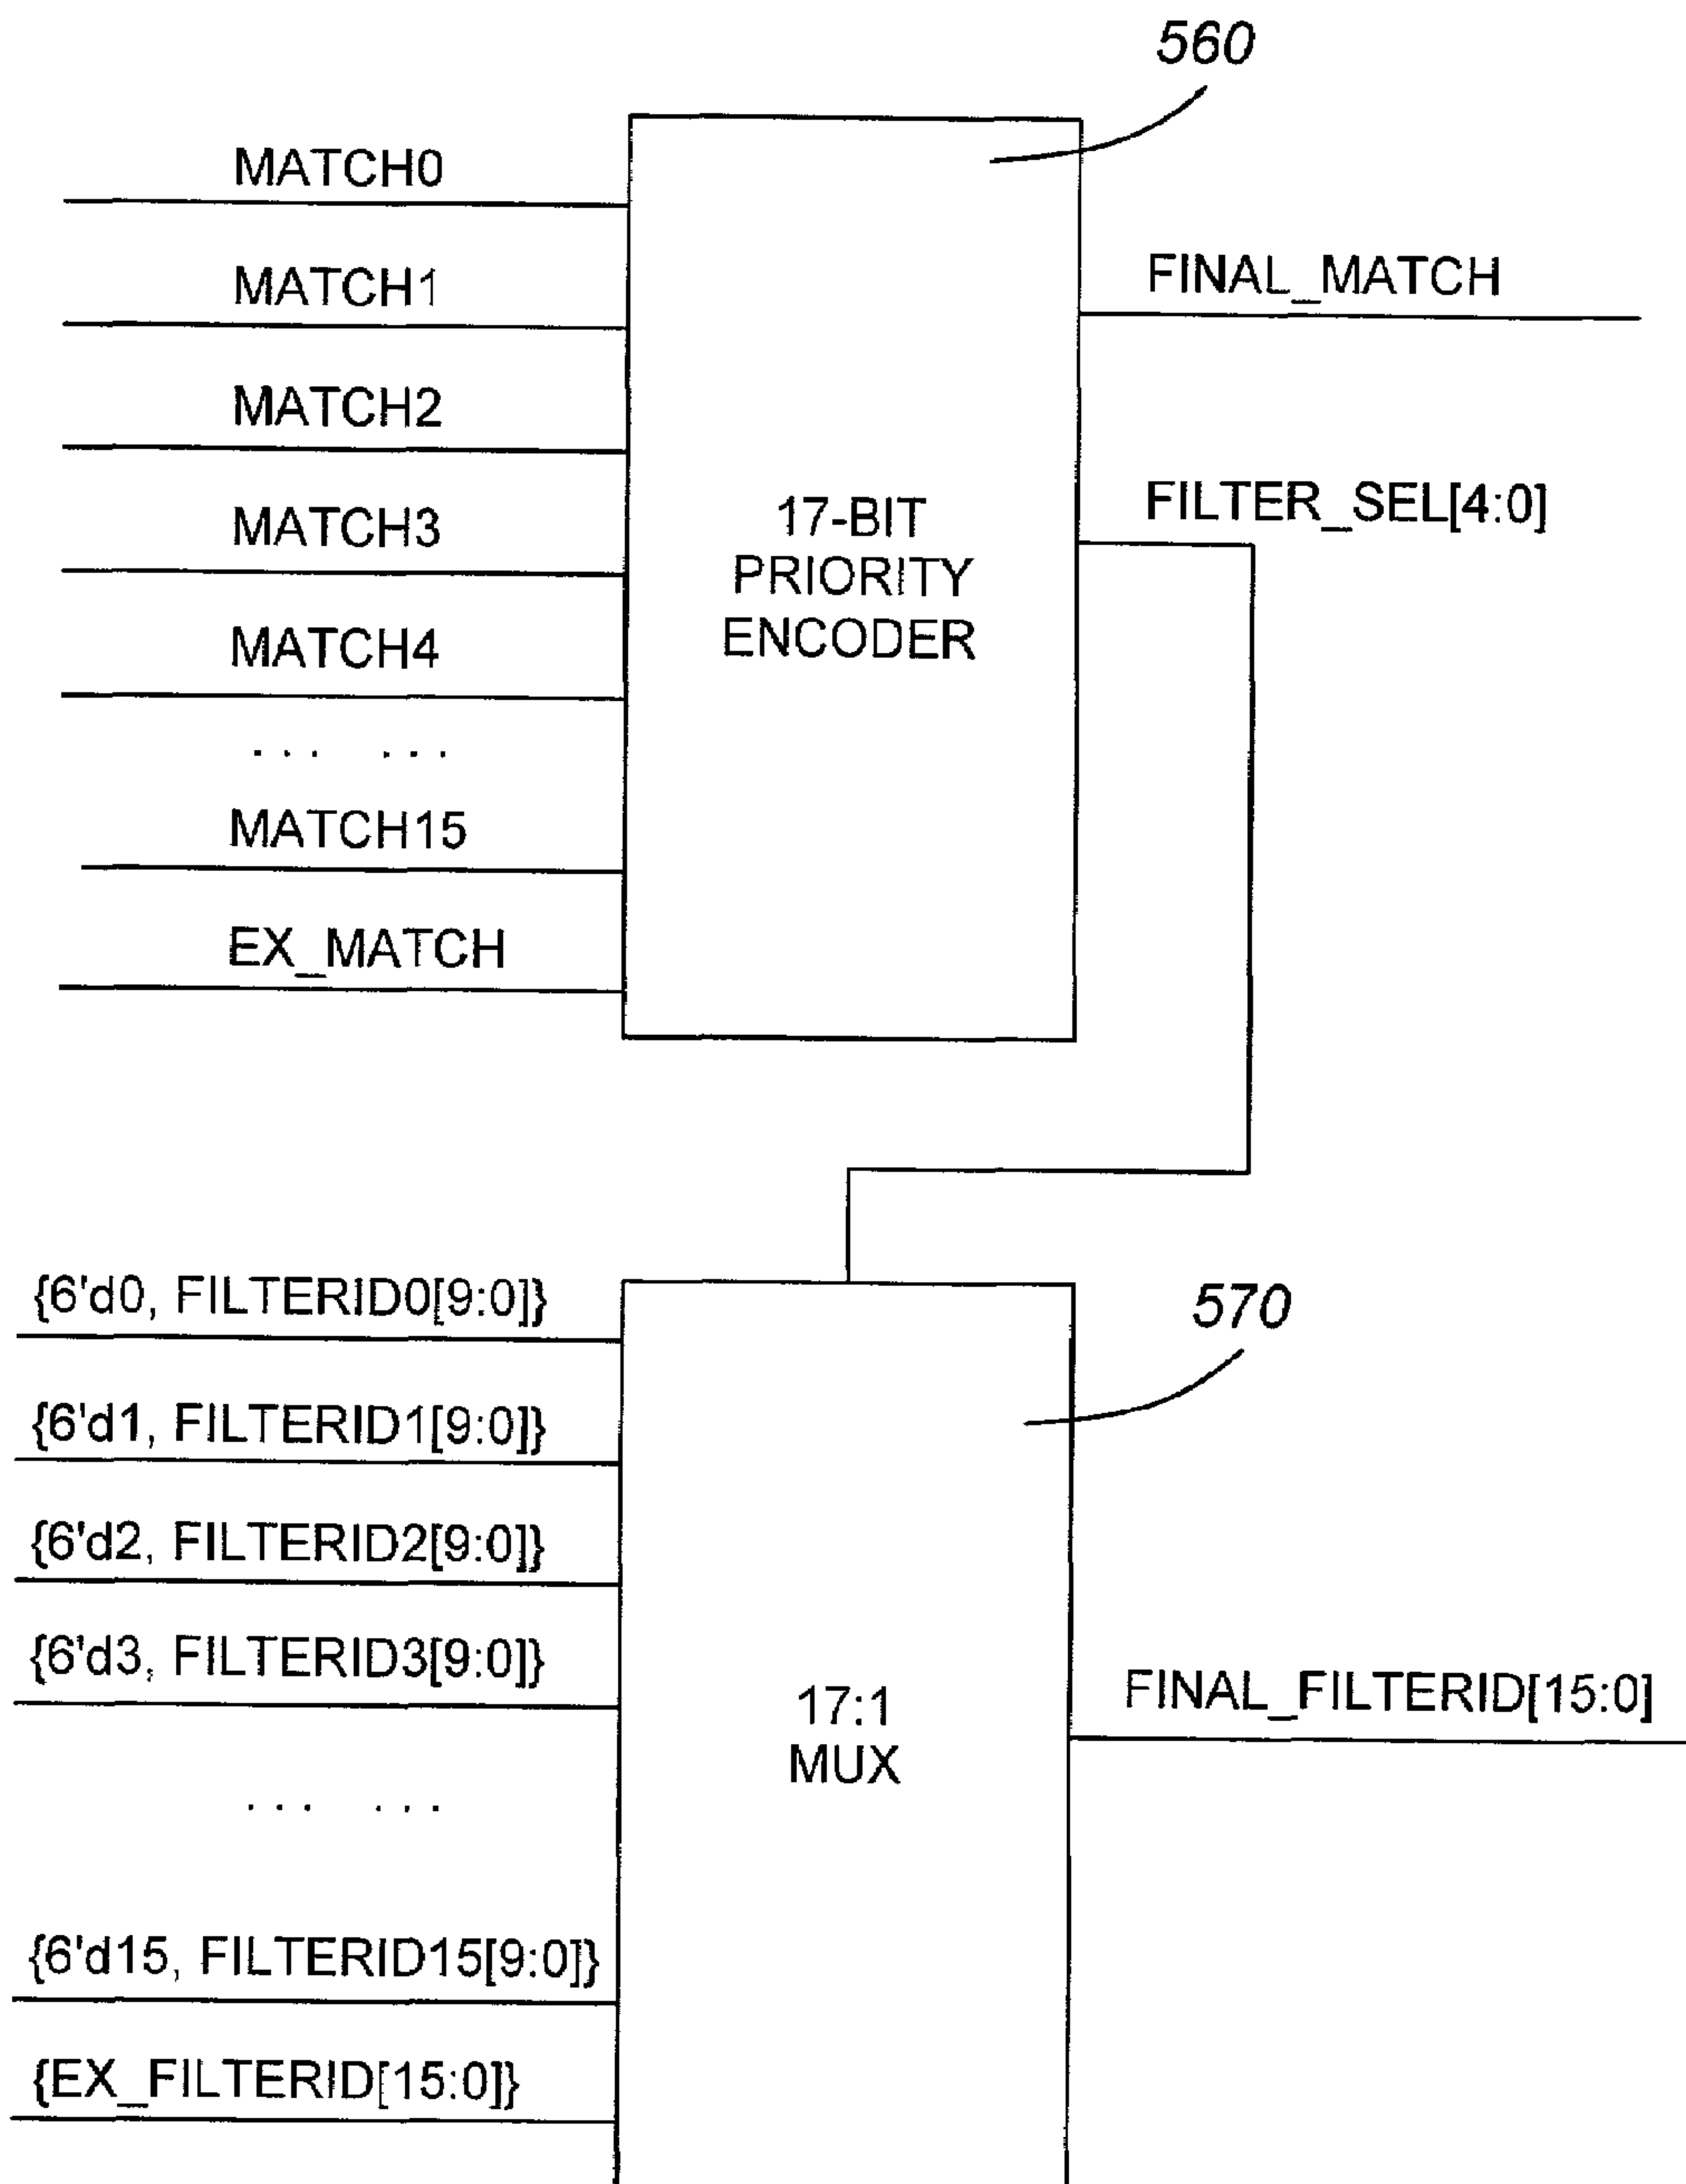 560
MATCH0
MATCH1
FINAL_MATCH
MATCH2
FILTER_SEL[4:0]
MATCH3
17-BIT
PRIORITY
ENCODER
MATCH4
... ...
MATCH15
EX_MATCH
{6'd0, FILTERID0[9:0]}
570
{6'd1, FILTERID1[9:0]}
{6'd2, FILTERID2[9:0]}
{6'd3, FILTERID3[9:0]}
17:1
MUX
FINAL_FILTERID[15:0]
... ...
{6'd15, FILTERID15[9:0]}
{EX_FILTERID[15:0]}